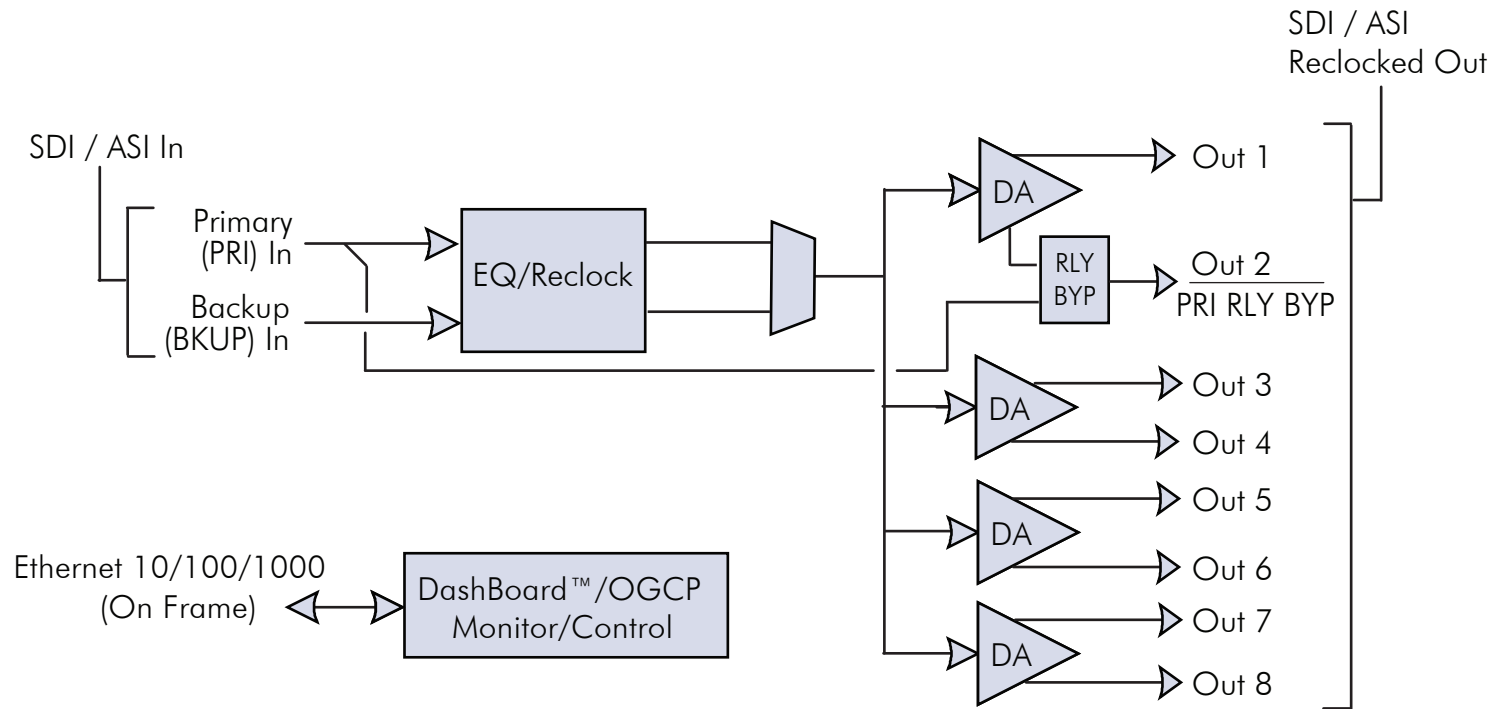 SDI / ASI
Reclocked Out
SDI / ASI In
Primary
(PRI) In
Backup
(BKUP) In
EQ/Reclock
DA
RLY
BYP
DA
DA
DA
Out 1
Out 2
PRI RLY BYP
Out 3
Out 4
Out 5
Out 6
Out 7
Out 8
Ethernet 10/100/1000
(On Frame)
DashBoard™/OGCP
Monitor/Control